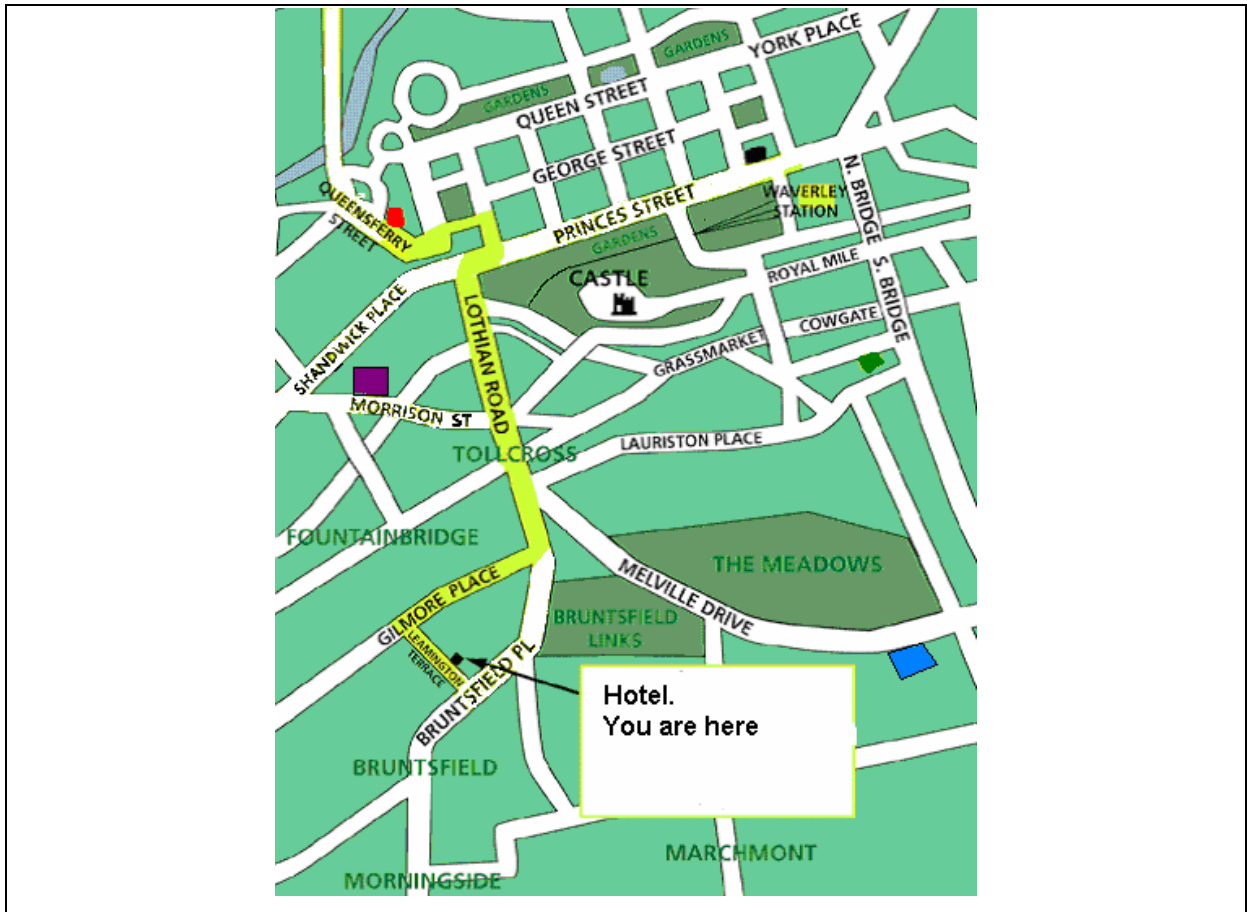 GARDENS
YORK PLACE
GARDENS
QUEEN STREET
GEORGE STREET
N. BRIDGE
S. BRIDGE
QUEENSFERRY
STREET
WAVERLEY
STATION
PRINCES STREET
GARDENS
CASTLE
ROYAL MILE
SHANDWICK PLACE
LOTHIAN ROAD
COWGATE
GRASSMARKET
MORRISON ST
LAURISTON PLACE
TOLLCROSS
FOUNTAINBRIDGE
THE MEADOWS
MELVILLE DRIVE
GILMORE PLACE
BRUNTSFIELD
LINKS
LEAMINGTON
TERRACE
BRUNTSFIELD PL
Hotel.
You are here
BRUNTSFIELD
MARCHMONT
MORNINGSIDE